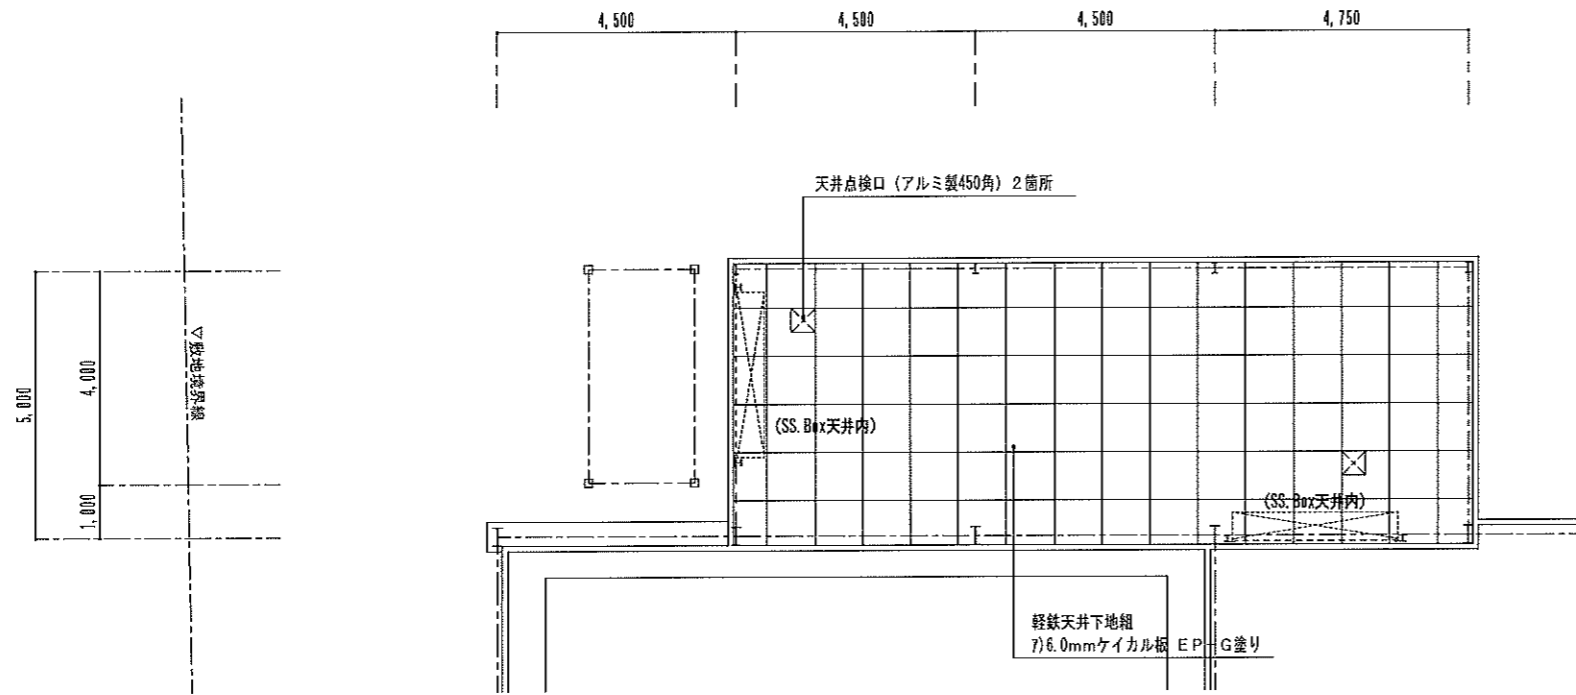 4,500
4,500
4,500
4,750
天井点検口（アルミ製450角）２箇所
5,000
4,000
1,000
▽敷地境界線
(SS.Box天井内)
(SS.Box天井内)
軽鉄天井下地組
ｱ)6.0mmケイカル板 ＥＰ－Ｇ塗り